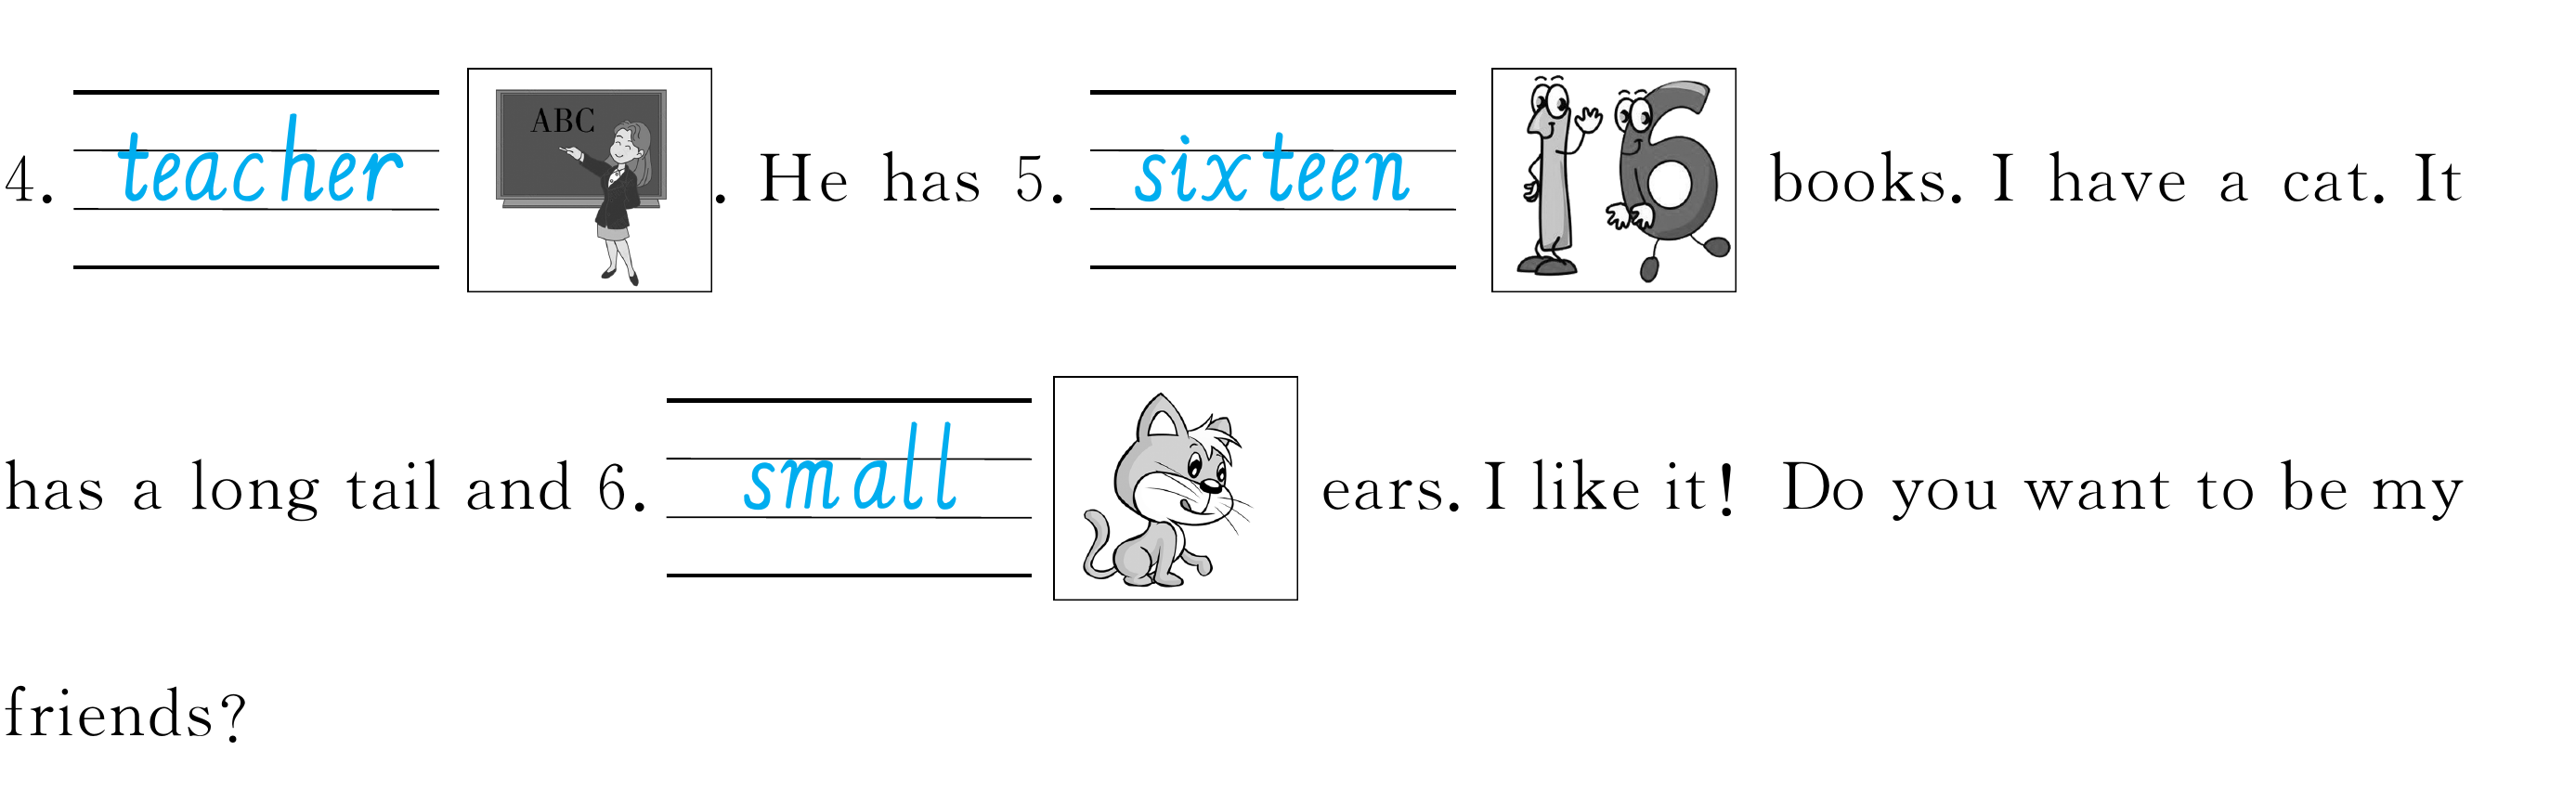 4. teacher ABC . He has 5. sixteen 16 books. I have a cat. It
has a long tail and 6. small ears. I like it! Do you want to be my
friends?